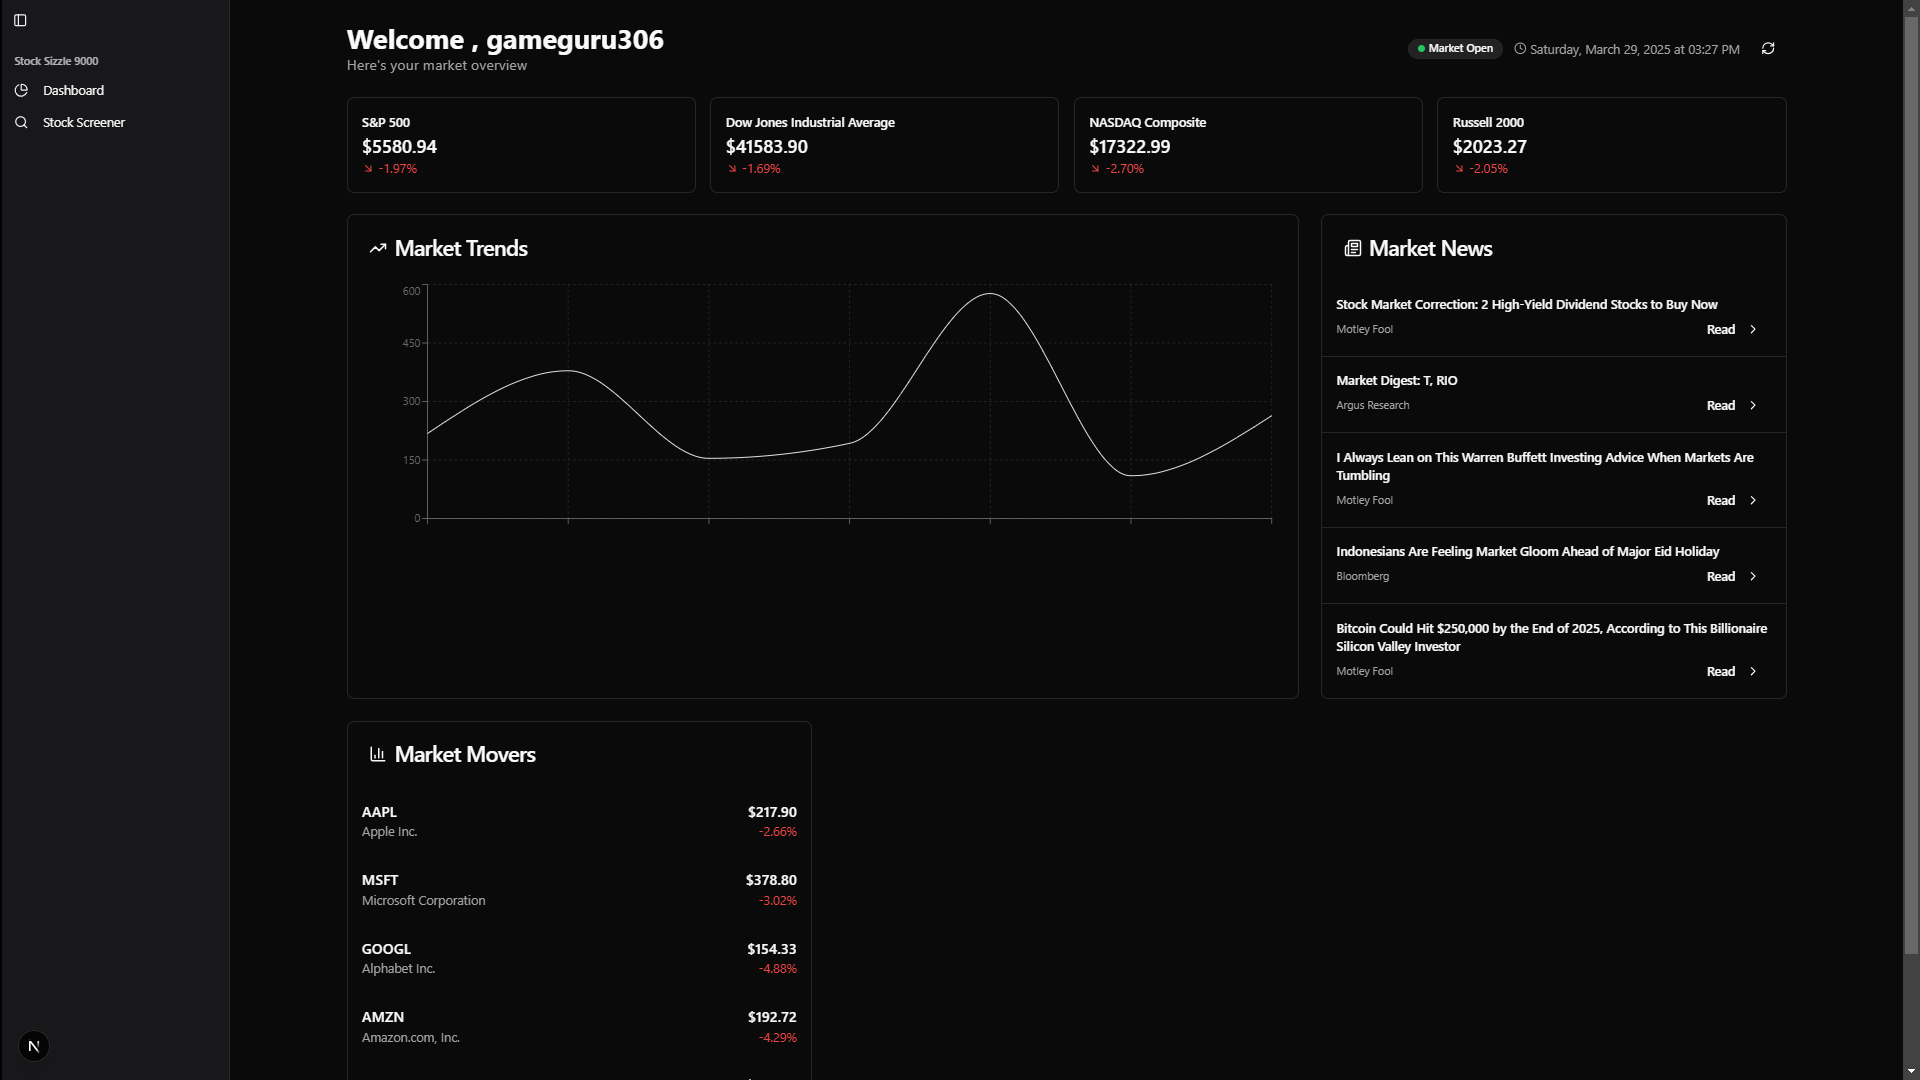 Stock Sizzle 9000
Dashboard
Stock Screener
Welcome , gameguru306
Here's your market overview
Market Open
Saturday, March 29, 2025 at 03:27 PM
S&P 500
$5580.94
-1.97%
Dow Jones Industrial Average
$41583.90
-1.69%
NASDAQ Composite
$17322.99
-2.70%
Russell 2000
$2023.27
-2.05%
Market Trends
600
450
300
150
0
Market News
Stock Market Correction: 2 High-Yield Dividend Stocks to Buy Now
Motley Fool
Read
Market Digest: T, RIO
Argus Research
Read
I Always Lean on This Warren Buffett Investing Advice When Markets Are
Tumbling
Motley Fool
Read
Indonesians Are Feeling Market Gloom Ahead of Major Eid Holiday
Bloomberg
Read
Bitcoin Could Hit $250,000 by the End of 2025, According to This Billionaire
Silicon Valley Investor
Motley Fool
Read
Market Movers
AAPL
$217.90
Apple Inc.
-2.66%
MSFT
$378.80
Microsoft Corporation
-3.02%
GOOGL
$154.33
Alphabet Inc.
-4.88%
AMZN
$192.72
Amazon.com, Inc.
-4.29%
N